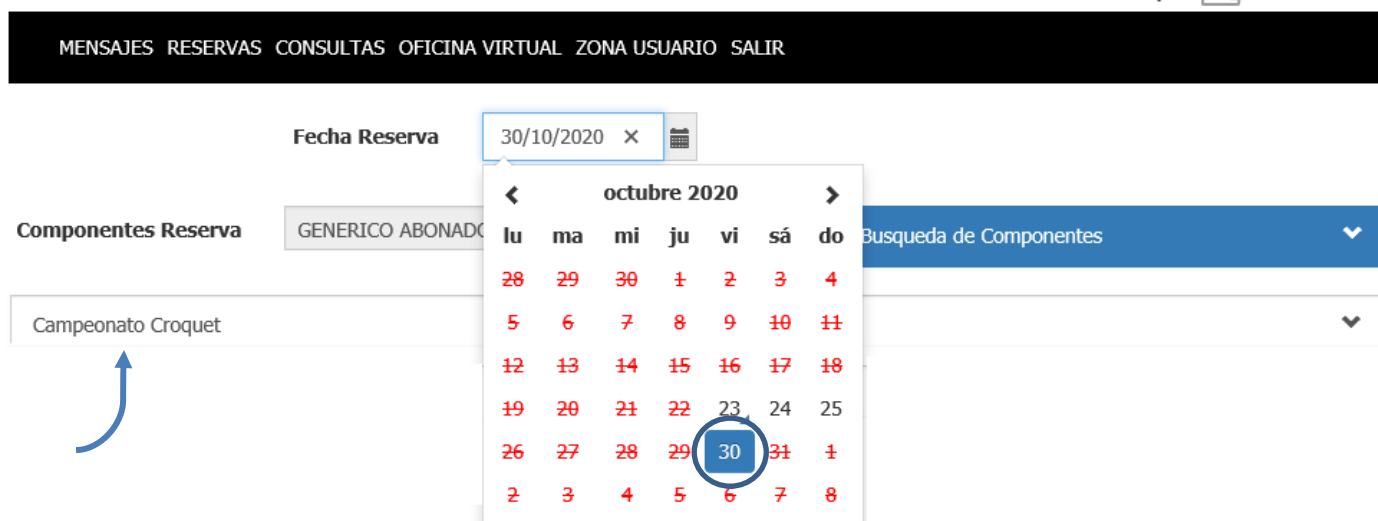 MENSAJES RESERVAS CONSULTAS OFICINA VIRTUAL ZONA USUARIO SALIR
Fecha Reserva 30/10/2020 ×
octubre 2020
Componentes Reserva GENERICO ABONADO Busqueda de Componentes
lu ma mi ju vi sá do
28 29 30 1 2 3 4
Campeonato Croquet
5 6 7 8 9 10 11
12 13 14 15 16 17 18
19 20 21 22 23 24 25
26 27 28 29 30 31 1
2 3 4 5 6 7 8